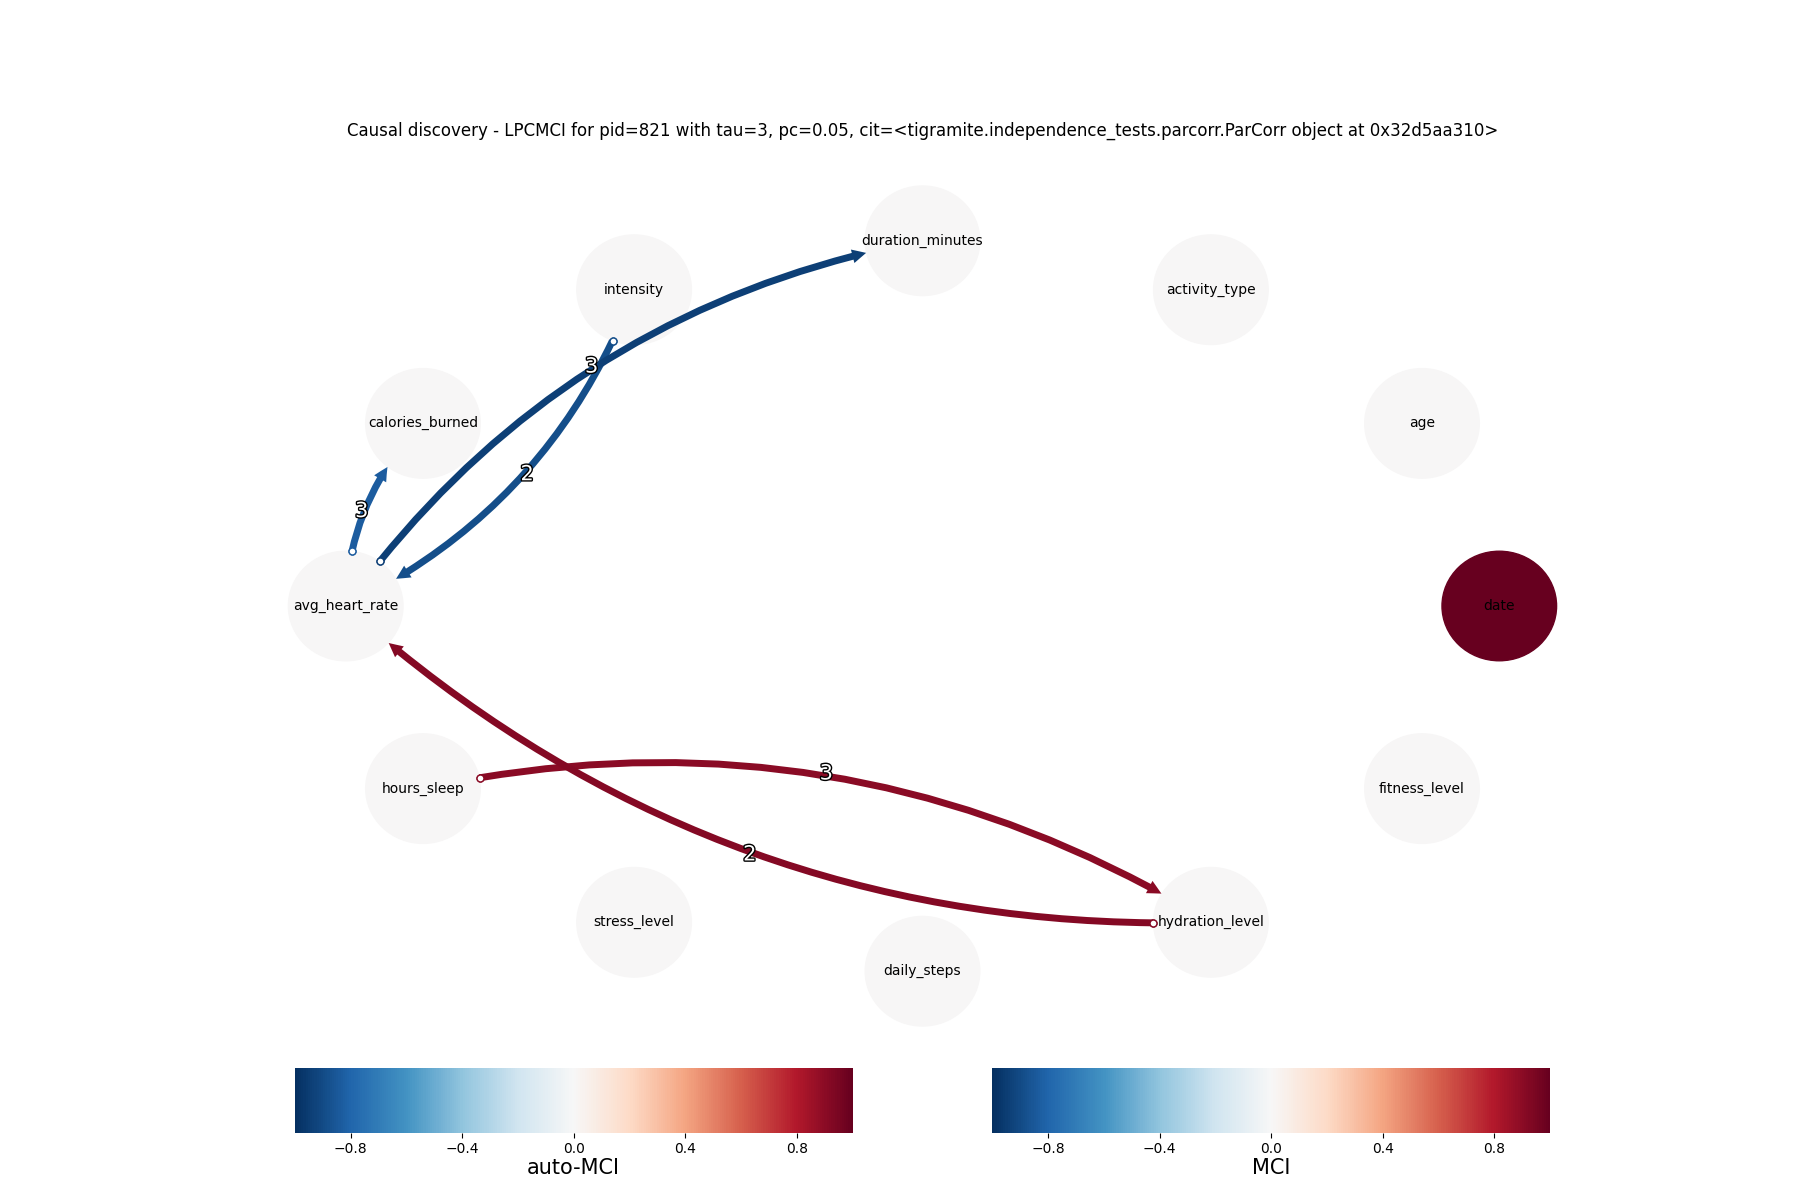 Causal discovery - LPCMCI for pid=821 with tau=3, pc=0.05, cit=<tigramite.independence_tests.parcorr.ParCorr object at 0x32d5aa310>
duration_minutes
intensity
activity_type
3
calories_burned
age
2
3
avg_heart_rate
date
3
hours_sleep
fitness_level
2
stress_level
hydration_level
daily_steps
−0.8 −0.4 0.0 0.4 0.8
auto-MCI
−0.8 −0.4 0.0 0.4 0.8
MCI